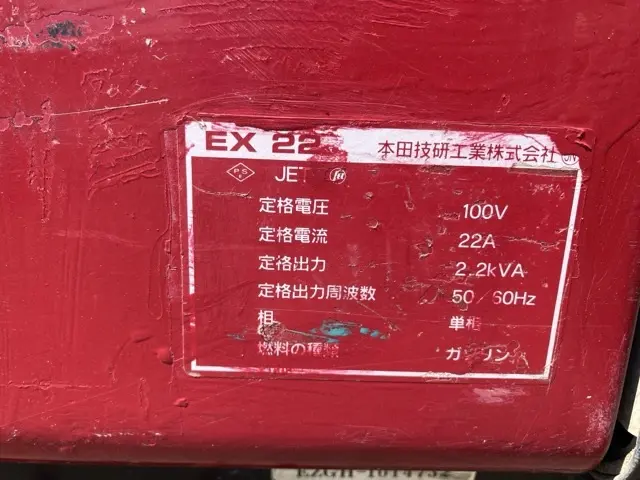 EX 22
本田技研工業株式会社
PSE JET
定格電圧 100V
定格電流 22A
定格出力 2.2kVA
定格出力周波数 50/60Hz
相 単相
燃料の種類 ガソリン